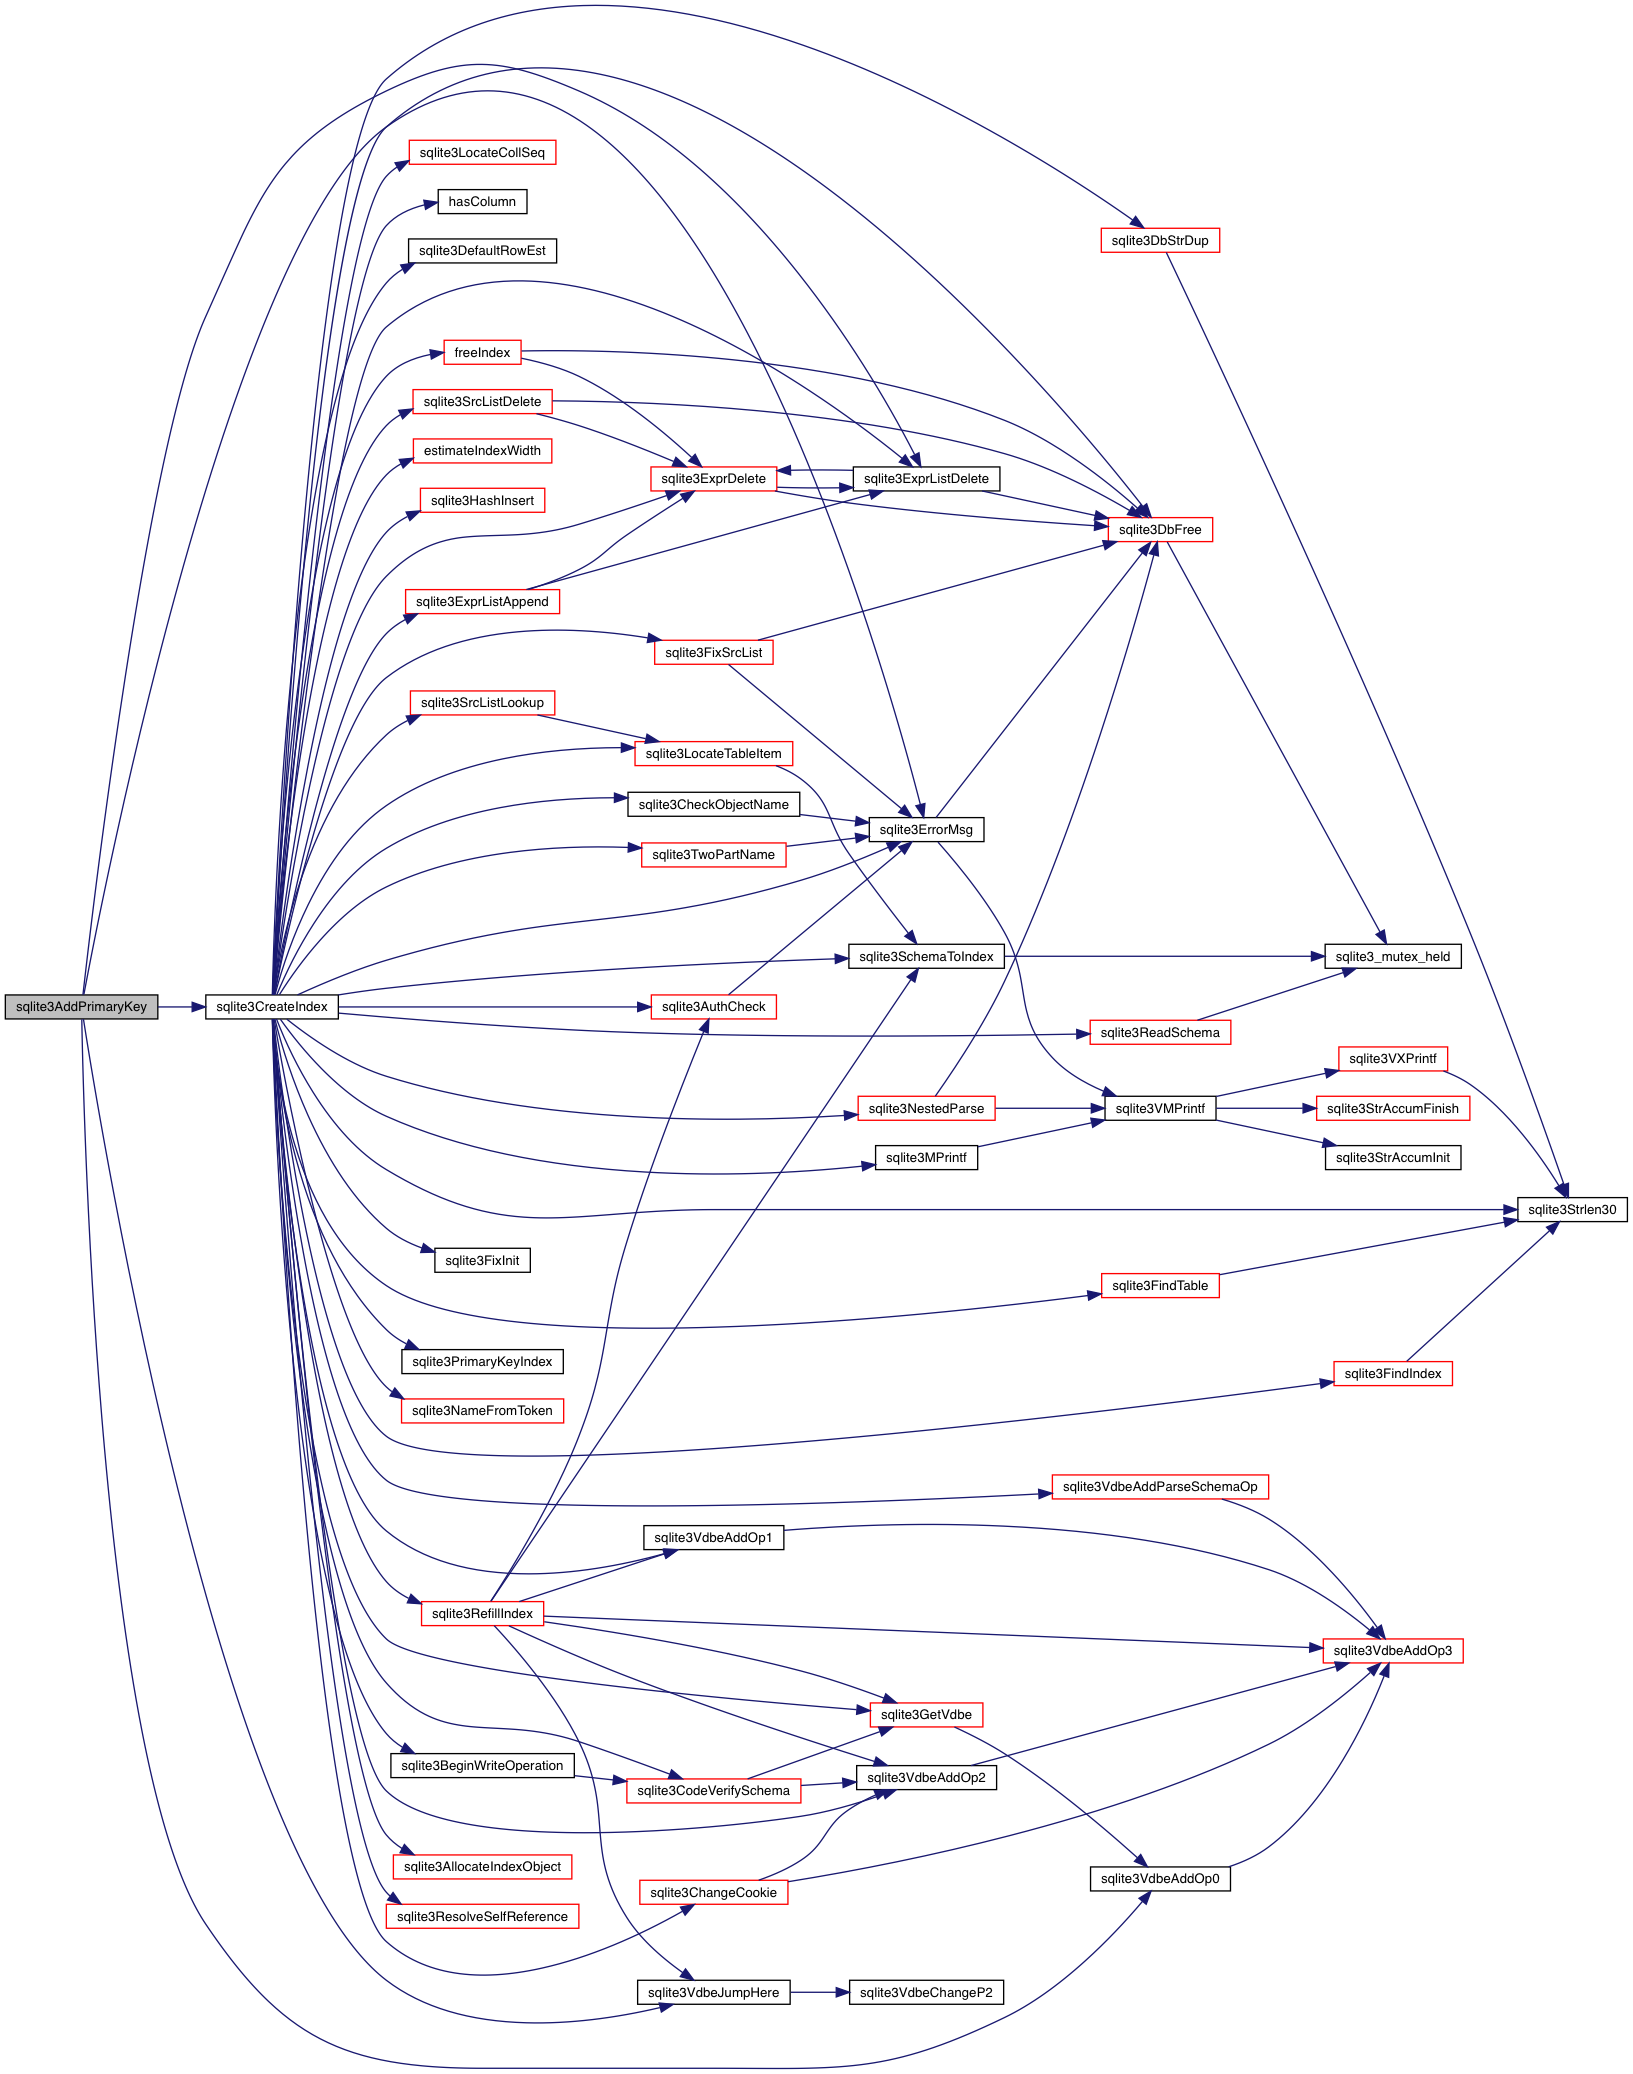 sqlite3LocateCollSeq
hasColumn
sqlite3DbStrDup
sqlite3DefaultRowEst
freeIndex
sqlite3SrcListDelete
estimateIndexWidth
sqlite3ExprDelete
sqlite3ExprListDelete
sqlite3HashInsert
sqlite3DbFree
sqlite3ExprListAppend
sqlite3FixSrcList
sqlite3SrcListLookup
sqlite3LocateTableItem
sqlite3CheckObjectName
sqlite3ErrorMsg
sqlite3TwoPartName
sqlite3SchemaToIndex
sqlite3_mutex_held
sqlite3AddPrimaryKey
sqlite3CreateIndex
sqlite3AuthCheck
sqlite3ReadSchema
sqlite3VXPrintf
sqlite3NestedParse
sqlite3VMPrintf
sqlite3StrAccumFinish
sqlite3MPrintf
sqlite3StrAccumInit
sqlite3Strlen30
sqlite3FixInit
sqlite3FindTable
sqlite3PrimaryKeyIndex
sqlite3FindIndex
sqlite3NameFromToken
sqlite3VdbeAddParseSchemaOp
sqlite3VdbeAddOp1
sqlite3RefillIndex
sqlite3VdbeAddOp3
sqlite3GetVdbe
sqlite3BeginWriteOperation
sqlite3VdbeAddOp2
sqlite3CodeVerifySchema
sqlite3AllocateIndexObject
sqlite3VdbeAddOp0
sqlite3ChangeCookie
sqlite3ResolveSelfReference
sqlite3VdbeJumpHere
sqlite3VdbeChangeP2